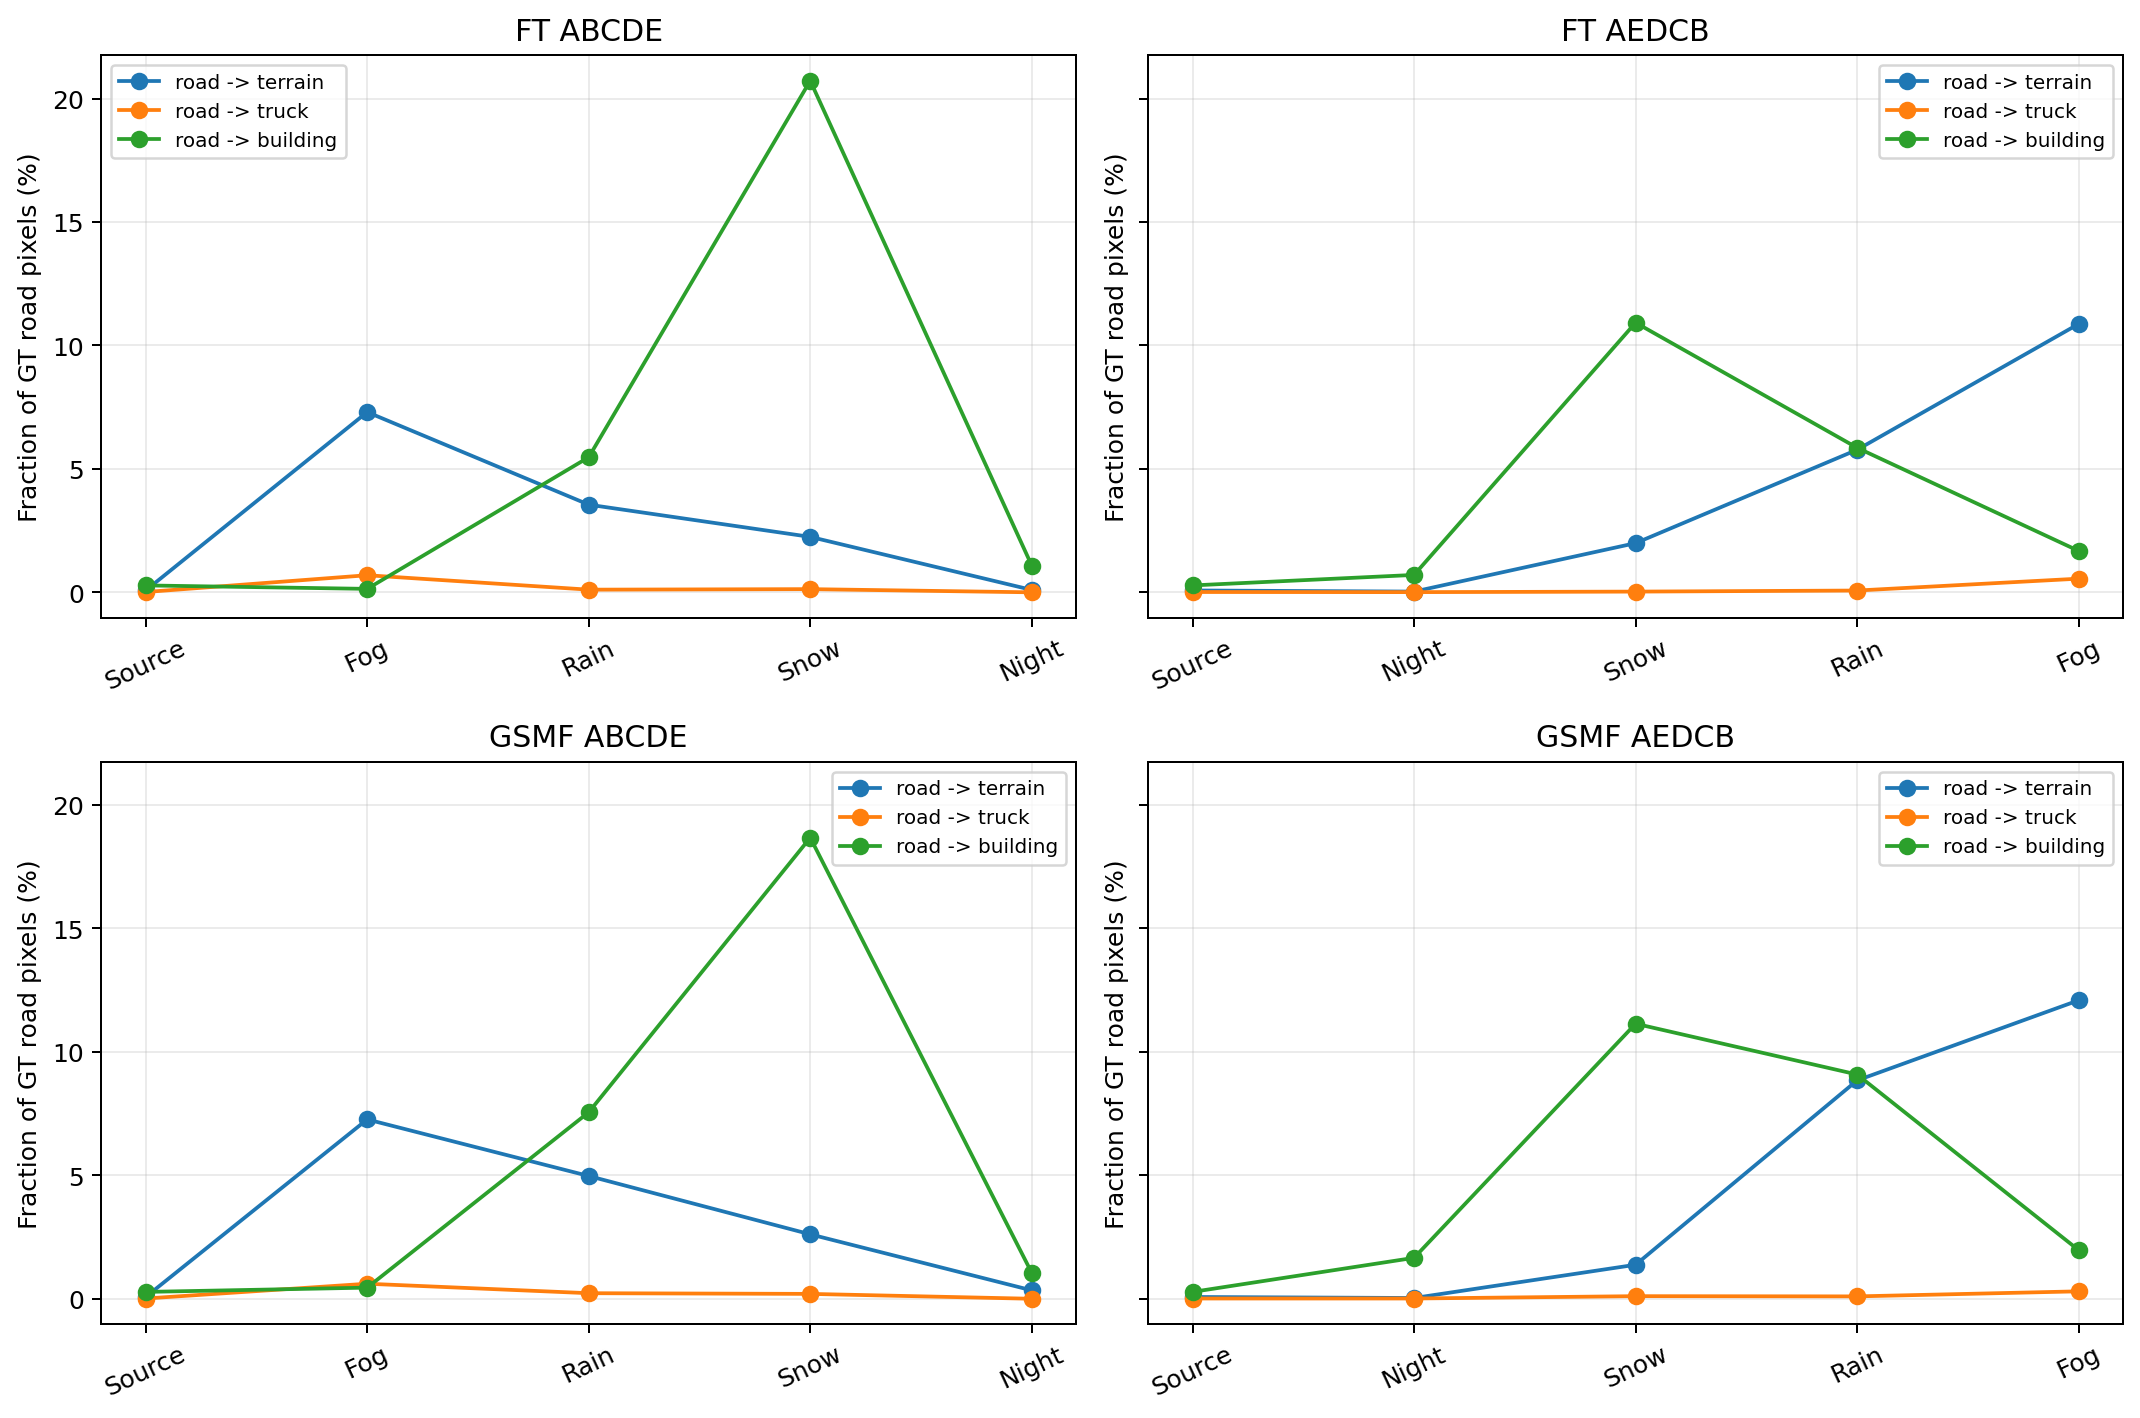 FT ABCDE
road -> terrain
road -> truck
road -> building
Fraction of GT road pixels (%)
20
15
10
5
0
Source
Fog
Rain
Snow
Night
FT AEDCB
road -> terrain
road -> truck
road -> building
Fraction of GT road pixels (%)
Source
Night
Snow
Rain
Fog
GSMF ABCDE
road -> terrain
road -> truck
road -> building
Fraction of GT road pixels (%)
20
15
10
5
0
Source
Fog
Rain
Snow
Night
GSMF AEDCB
road -> terrain
road -> truck
road -> building
Fraction of GT road pixels (%)
Source
Night
Snow
Rain
Fog